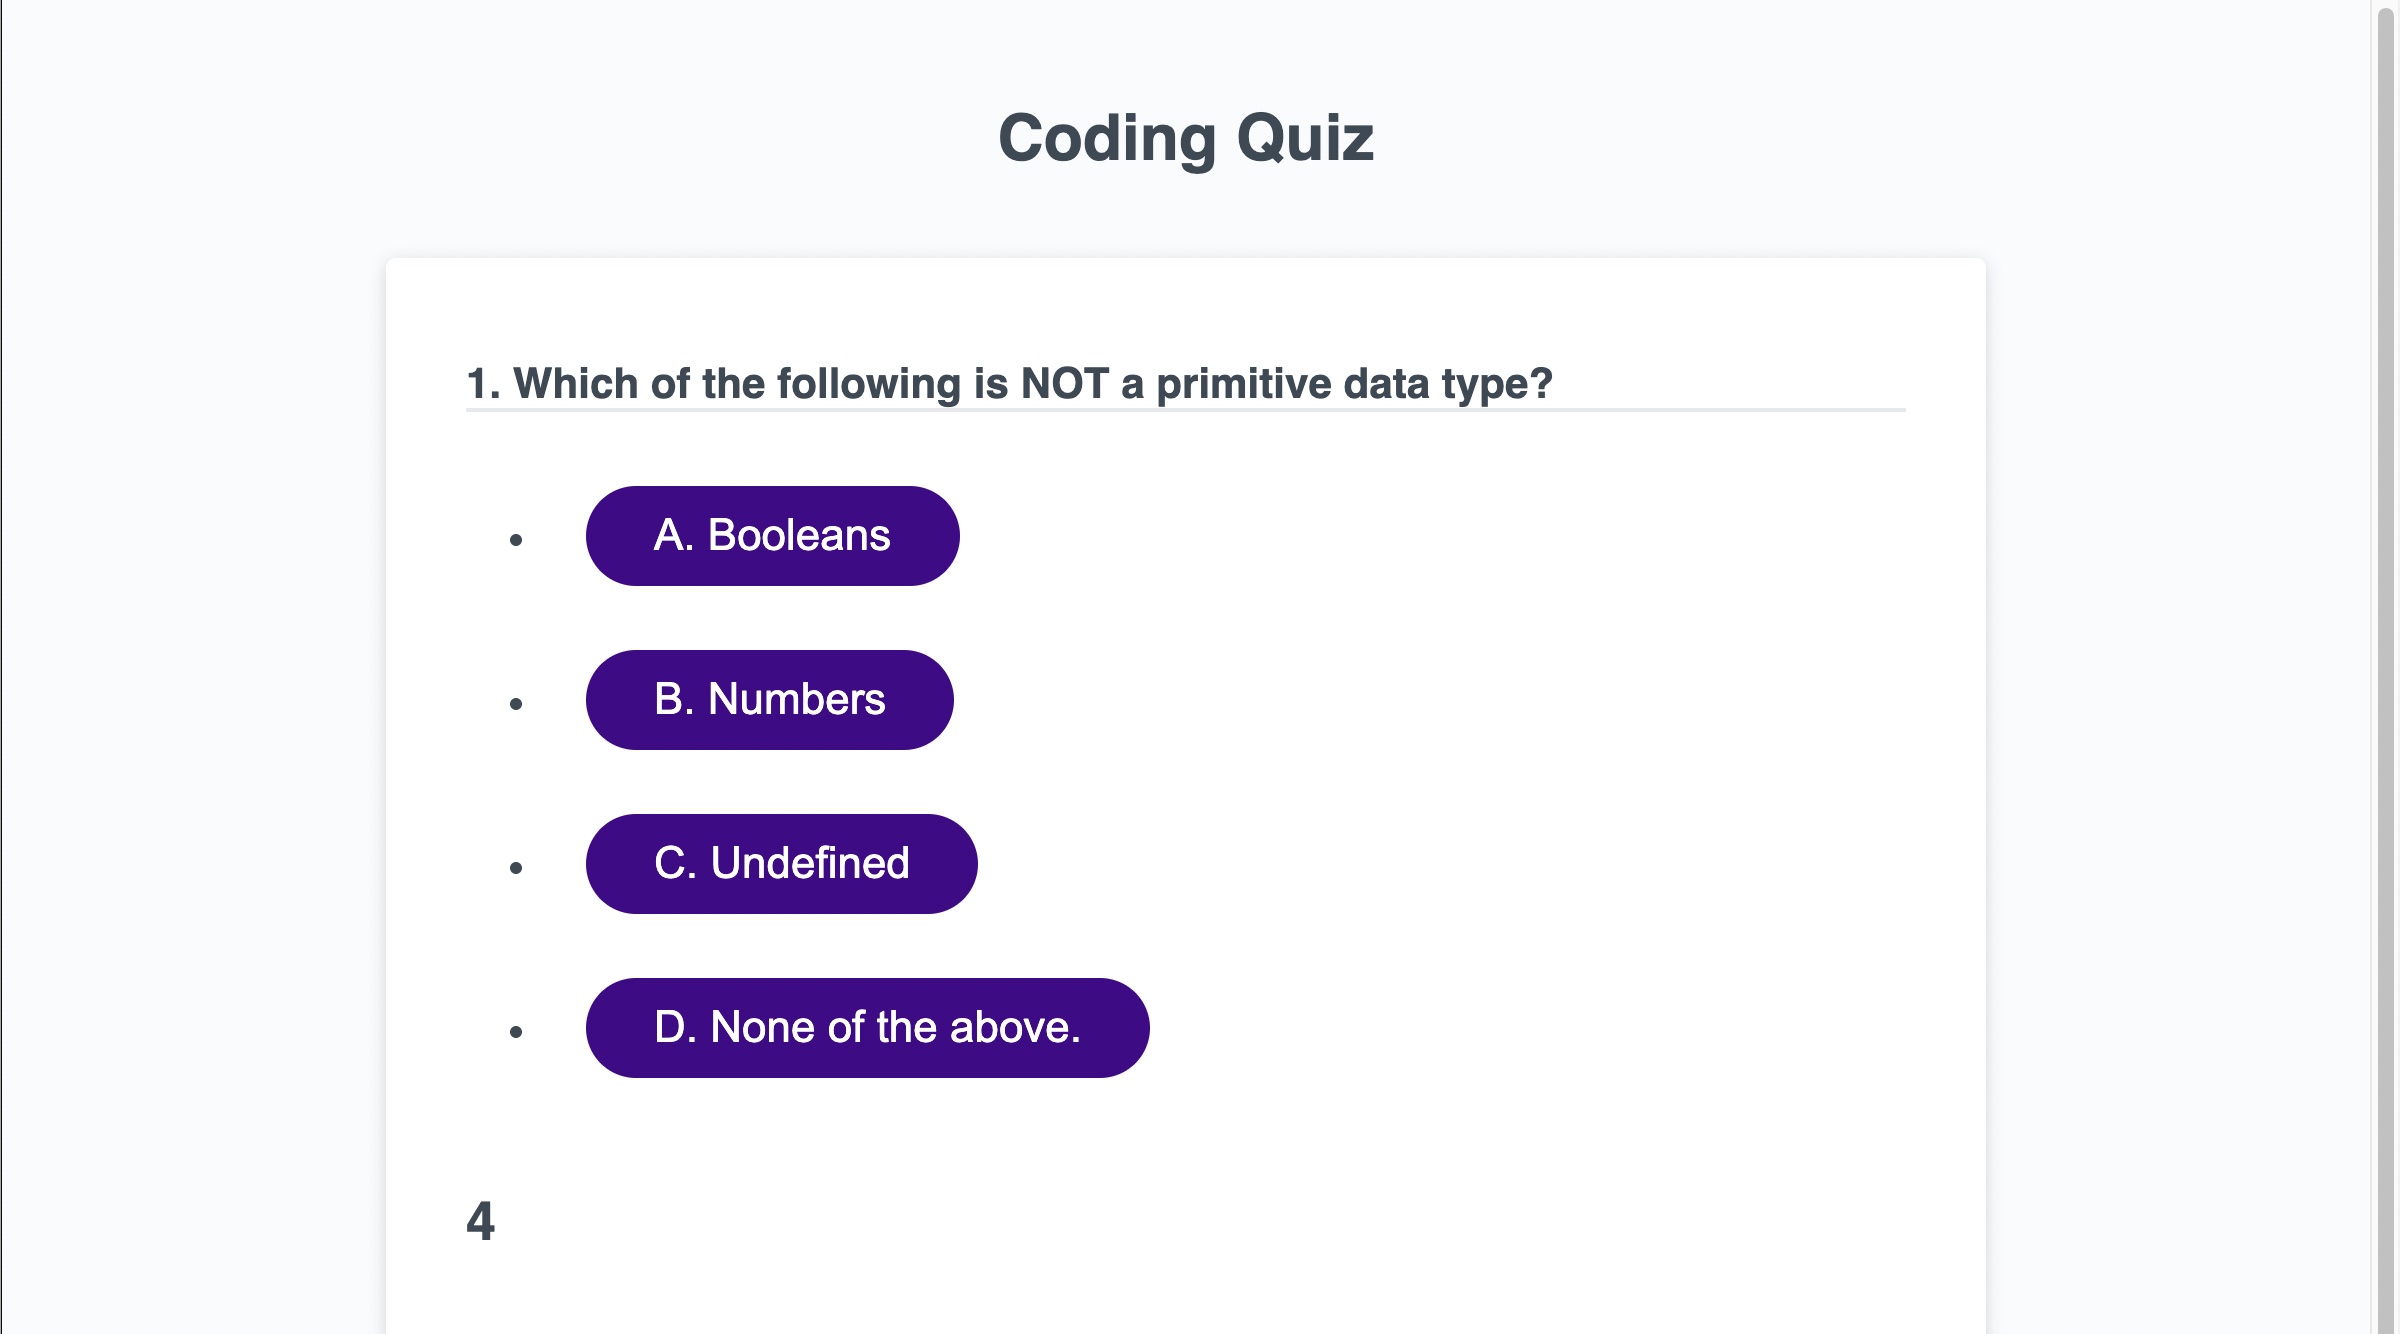 Coding Quiz
1. Which of the following is NOT a primitive data type?
A. Booleans
B. Numbers
C. Undefined
D. None of the above.
4